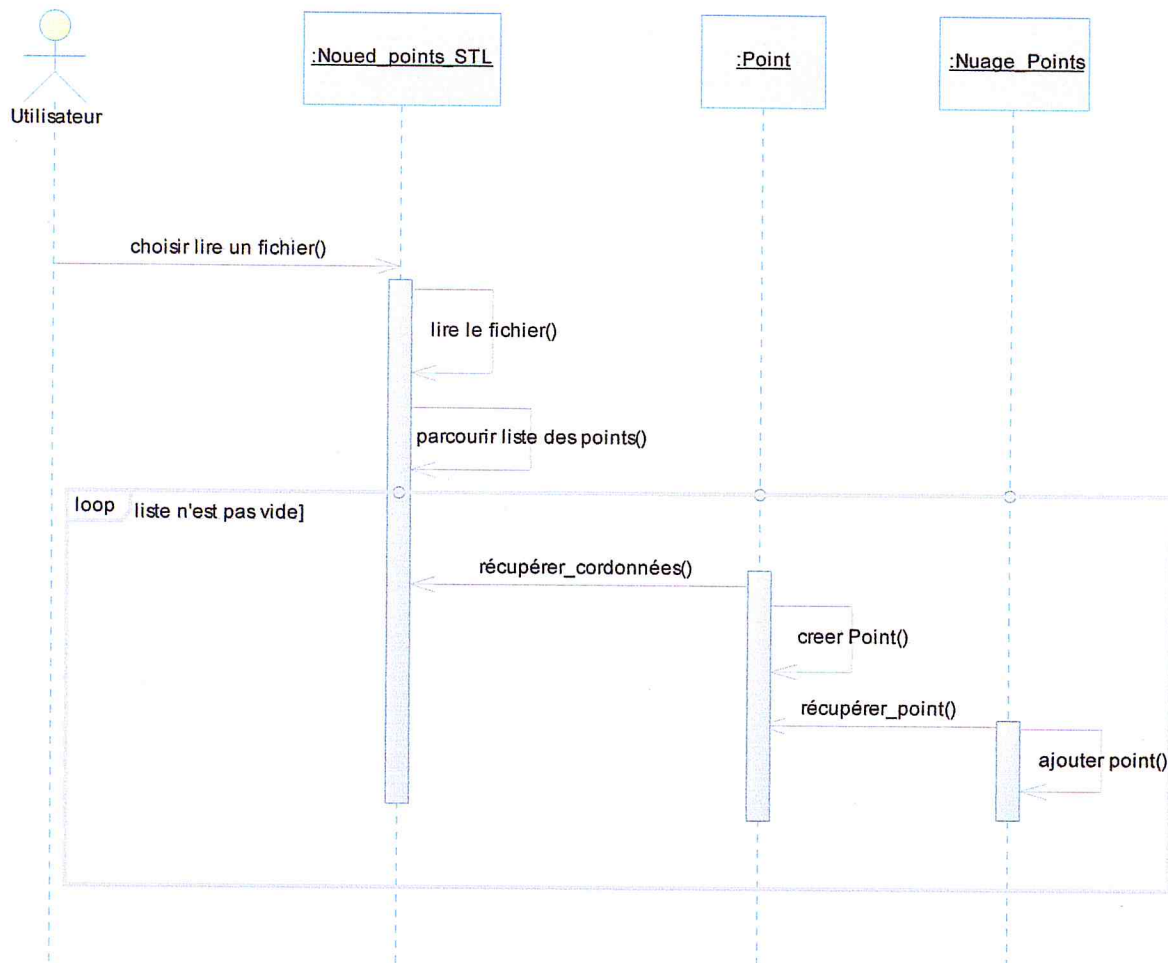 :Noued_points_STL
:Point
:Nuage_Points
Utilisateur
choisir lire un fichier()
lire le fichier()
parcourir liste des points()
loop
liste n'est pas vide]
récupérer_cordonnées()
creer Point()
récupérer_point()
ajouter point()